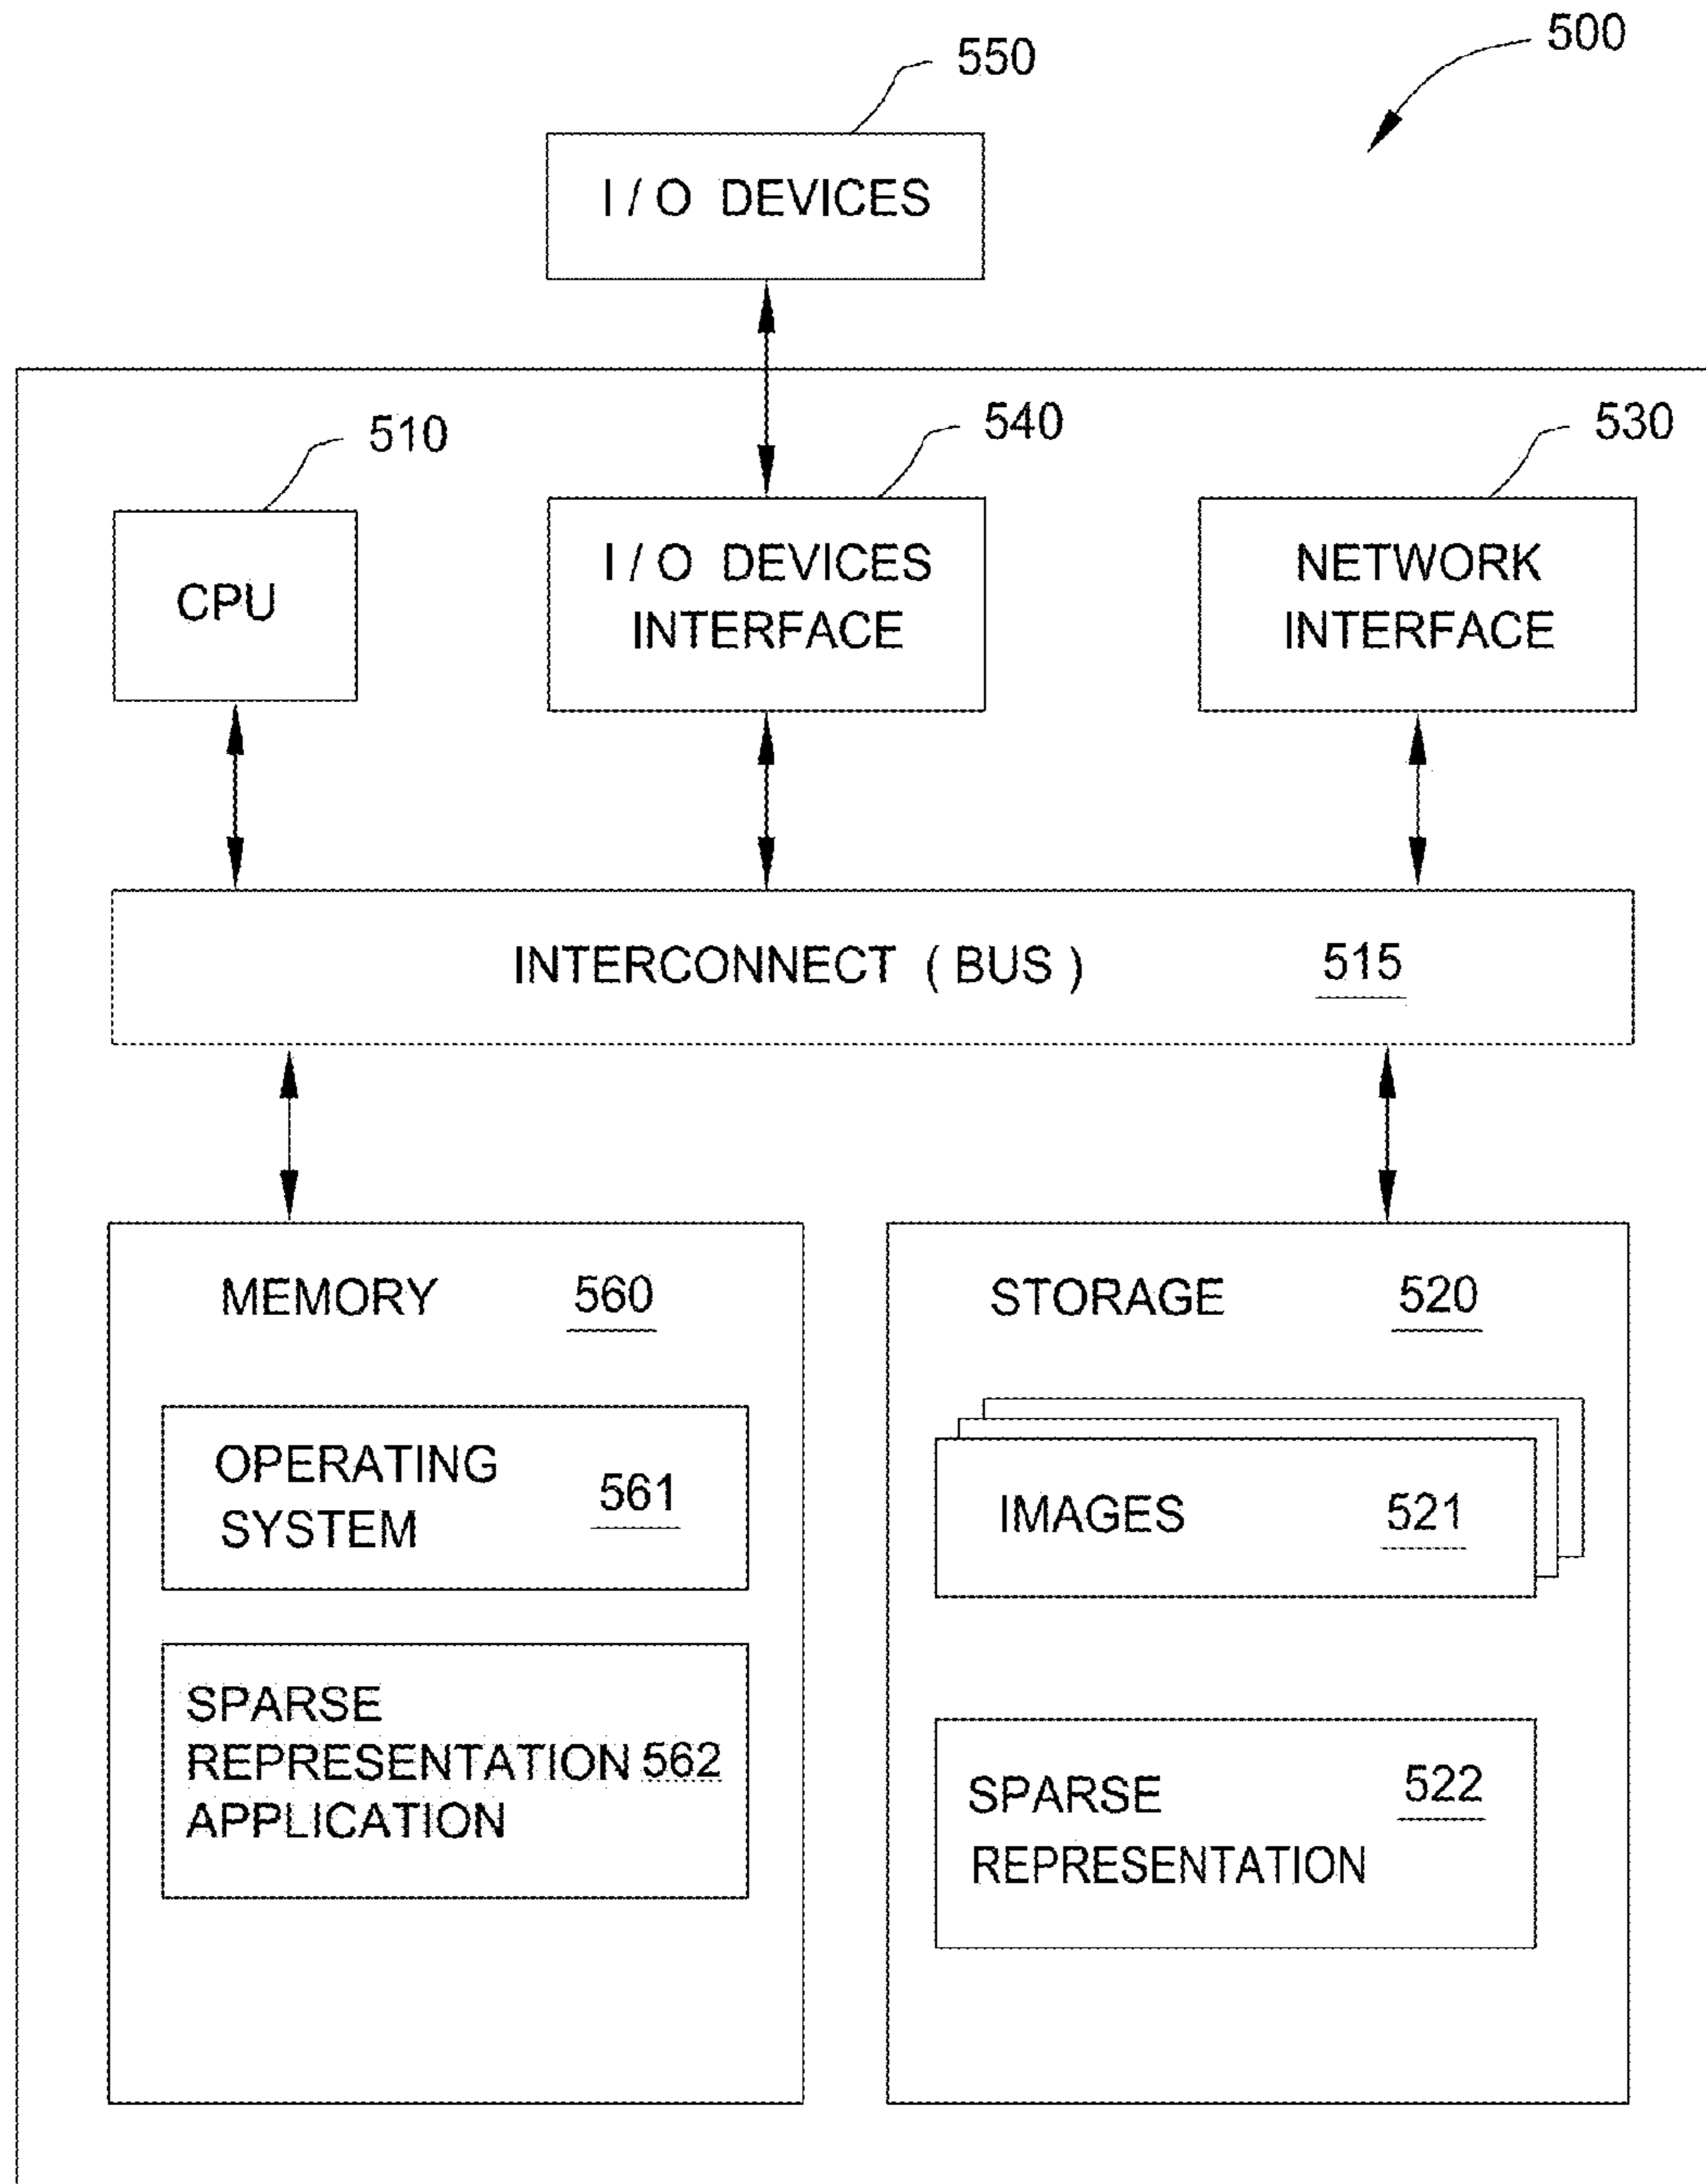 500
550
I / O DEVICES
510
540
530
CPU
I / O DEVICES
INTERFACE
NETWORK
INTERFACE
INTERCONNECT ( BUS ) 515
MEMORY 560
OPERATING
SYSTEM
561
SPARSE
REPRESENTATION 562
APPLICATION
STORAGE 520
IMAGES 521
SPARSE
REPRESENTATION
522